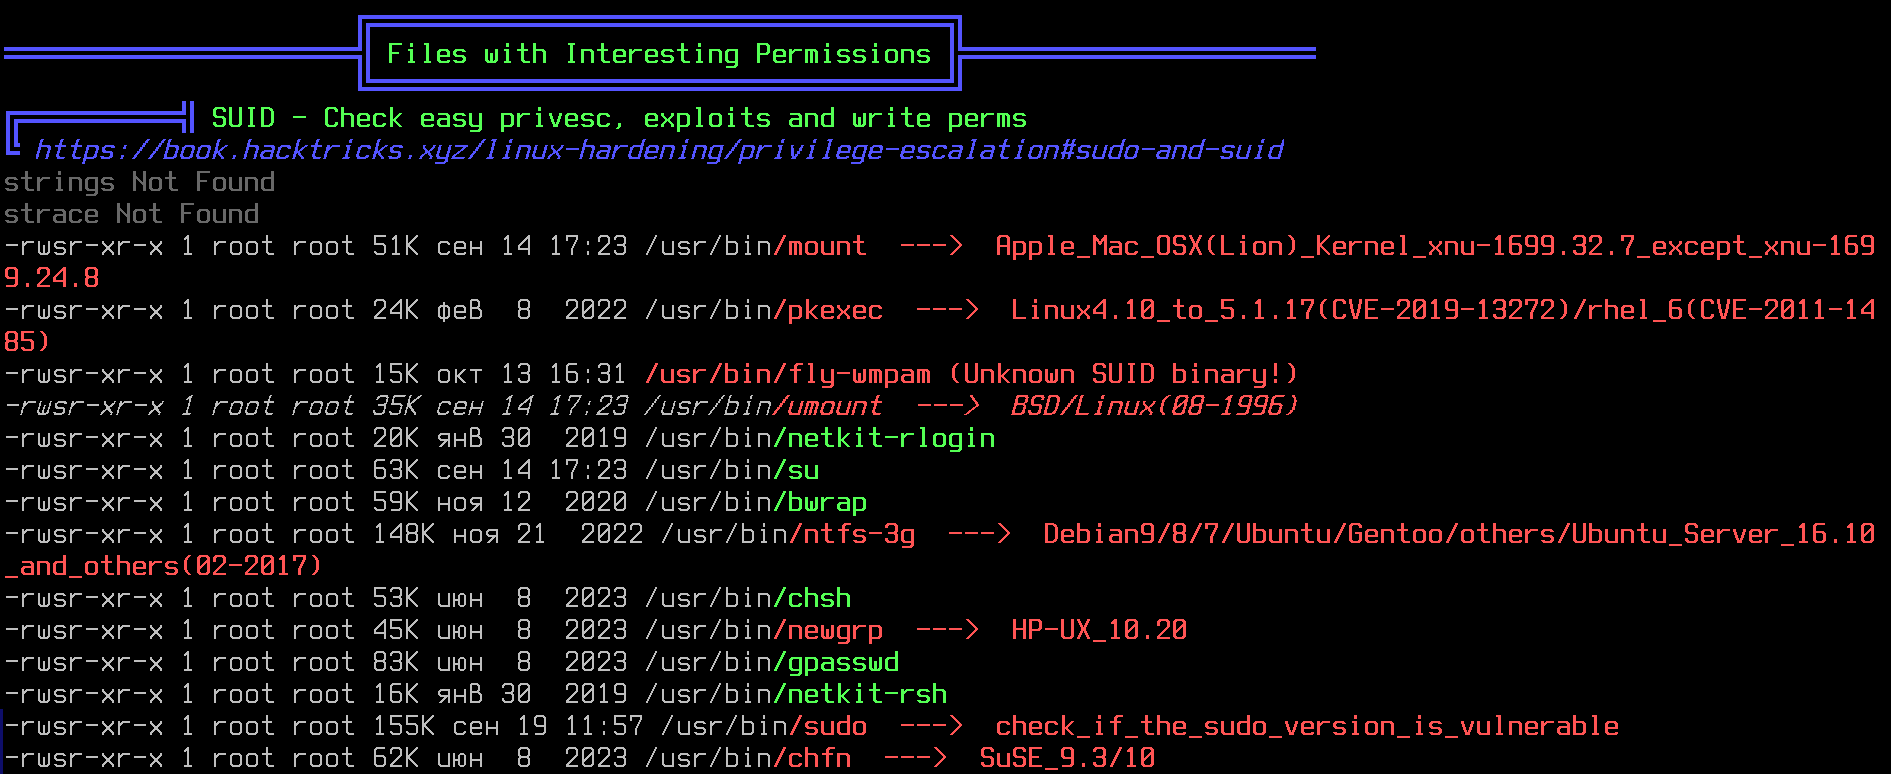 Files with Interesting Permissions
SUID - Check easy privesc, exploits and write perms
https://book.hacktricks.xyz/linux-hardening/privilege-escalation#sudo-and-suid
strings Not Found
strace Not Found
-rwsr-xr-x 1 root root 51K сен 14 17:23 /usr/bin/mount  --->  Apple_Mac_OSX(Lion)_Kernel_xnu-1699.32.7_except_xnu-169
9.24.8
-rwsr-xr-x 1 root root 24K фев  8  2022 /usr/bin/pkexec  --->  Linux4.10_to_5.1.17(CVE-2019-13272)/rhel_6(CVE-2011-14
85)
-rwsr-xr-x 1 root root 15K окт 13 16:31 /usr/bin/fly-wmpam (Unknown SUID binary!)
-rwsr-xr-x 1 root root 35K сен 14 17:23 /usr/bin/umount  --->  BSD/Linux(08-1996)
-rwsr-xr-x 1 root root 20K янв 30  2019 /usr/bin/netkit-rlogin
-rwsr-xr-x 1 root root 63K сен 14 17:23 /usr/bin/su
-rwsr-xr-x 1 root root 59K ноя 12  2020 /usr/bin/bwrap
-rwsr-xr-x 1 root root 148K ноя 21  2022 /usr/bin/ntfs-3g  --->  Debian9/8/7/Ubuntu/Gentoo/others/Ubuntu_Server_16.10
_and_others(02-2017)
-rwsr-xr-x 1 root root 53K июн  8  2023 /usr/bin/chsh
-rwsr-xr-x 1 root root 45K июн  8  2023 /usr/bin/newgrp  --->  HP-UX_10.20
-rwsr-xr-x 1 root root 83K июн  8  2023 /usr/bin/gpasswd
-rwsr-xr-x 1 root root 16K янв 30  2019 /usr/bin/netkit-rsh
-rwsr-xr-x 1 root root 155K сен 19 11:57 /usr/bin/sudo  --->  check_if_the_sudo_version_is_vulnerable
-rwsr-xr-x 1 root root 62K июн  8  2023 /usr/bin/chfn  --->  SuSE_9.3/10